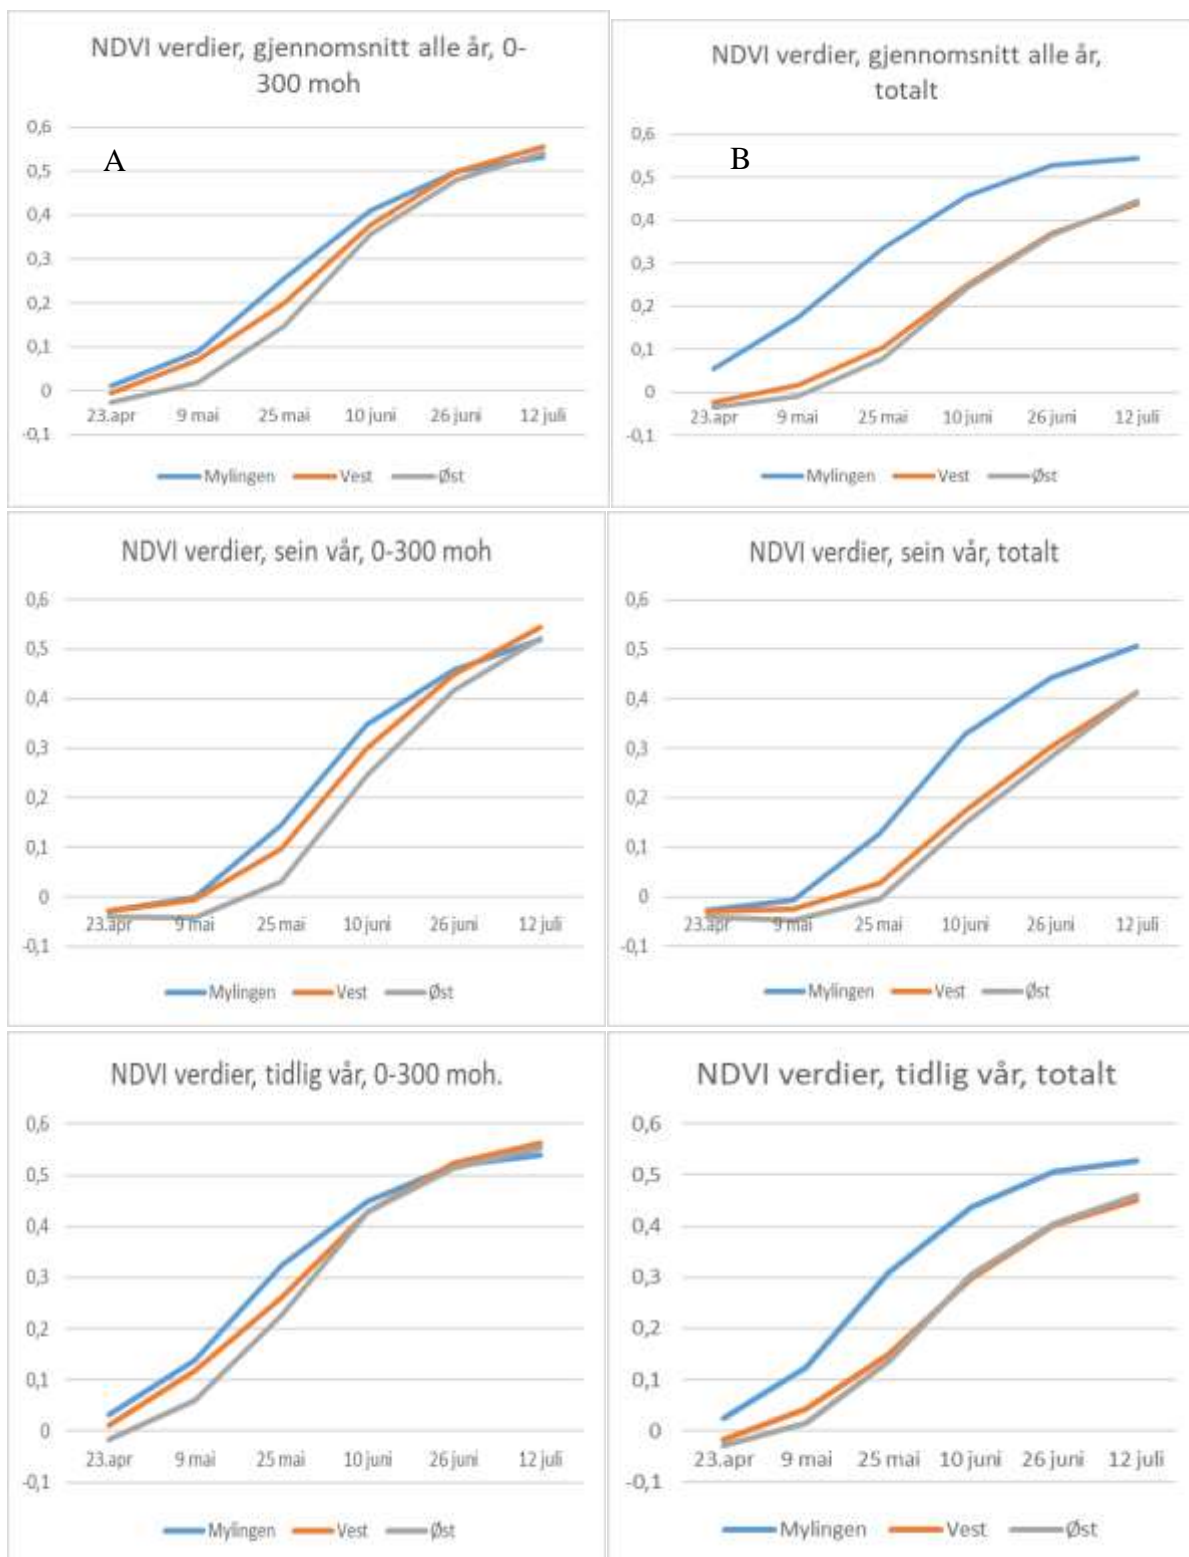 NDVI verdier, gjennomsnitt alle år, 0-
300 moh
A
0,6
0,5
0,4
0,3
0,2
0,1
0
-0,1
23.apr 9 mai 25 mai 10 juni 26 juni 12 juli
Mylingen Vest Øst
NDVI verdier, gjennomsnitt alle år,
totalt
B
0,6
0,5
0,4
0,3
0,2
0,1
0
-0,1
23.apr 9 mai 25 mai 10 juni 26 juni 12 juli
Mylingen Vest Øst
NDVI verdier, sein vår, 0-300 moh
0,6
0,5
0,4
0,3
0,2
0,1
0
-0,1
23.apr 9 mai 25 mai 10 juni 26 juni 12 juli
Mylingen Vest Øst
NDVI verdier, sein vår, totalt
0,6
0,5
0,4
0,3
0,2
0,1
0
-0,1
23.apr 9 mai 25 mai 10 juni 26 juni 12 juli
Mylingen Vest Øst
NDVI verdier, tidlig vår, 0-300 moh.
0,6
0,5
0,4
0,3
0,2
0,1
0
-0,1
23.apr 9 mai 25 mai 10 juni 26 juni 12 juli
Mylingen Vest Øst
NDVI verdier, tidlig vår, totalt
0,6
0,5
0,4
0,3
0,2
0,1
0
-0,1
23.apr 9 mai 25 mai 10 juni 26 juni 12 juli
Mylingen Vest Øst